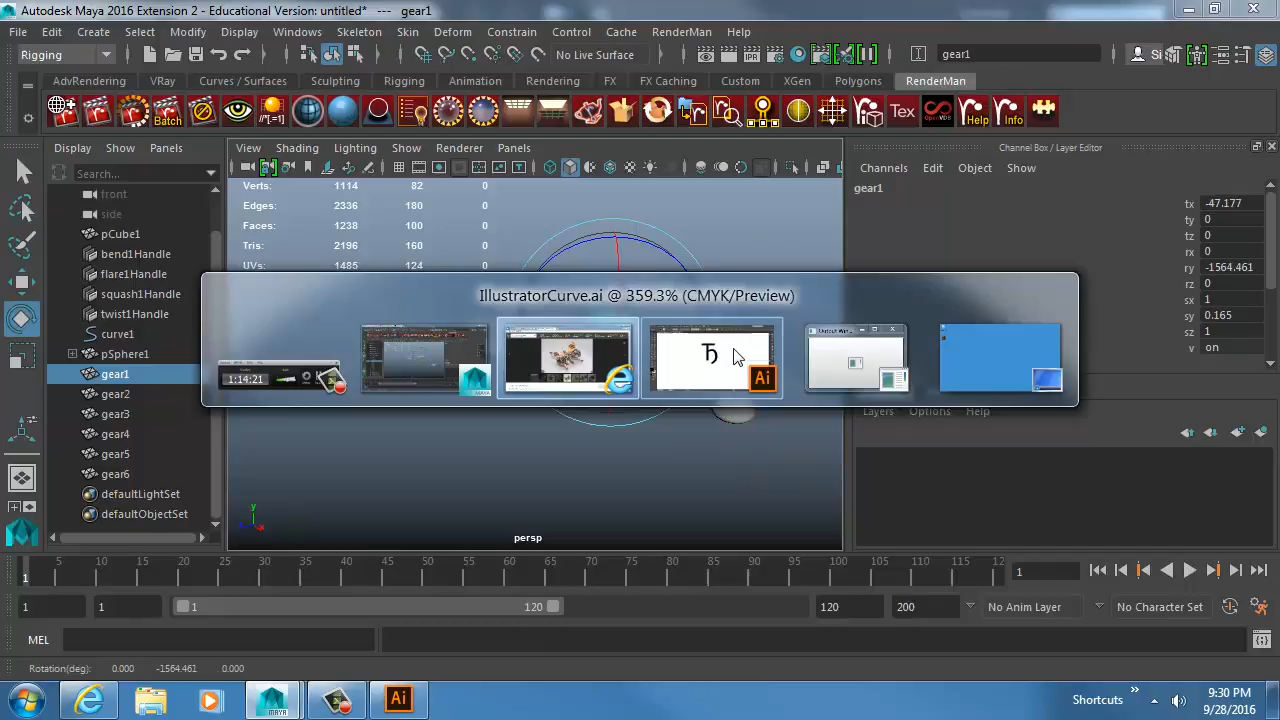 Autodesk Maya 2016 Extension 2 - Educational Version: untitled*   ---   gear1
File Edit Create Select Modify Display Windows Skeleton Skin Deform Constrain Control Cache RenderMan Help
Rigging No Live Surface gear1 Si
AdvRendering VRay Curves / Surfaces Sculpting Rigging Animation Rendering FX FX Caching Custom XGen Polygons RenderMan
Batch Tex OpenVDB Help Info
Display Show Panels View Shading Lighting Show Renderer Panels Channel Box / Layer Editor
Search... Channels Edit Object Show
front Verts: 1114 82 0 gear1
side Edges: 2336 180 0 tx -47.177
pCube1 Faces: 1238 100 0 ty 0
bend1Handle Tris: 2196 160 0 tz 0
flare1Handle UVs: 1485 124 0 rx 0
squash1Handle IllustratorCurve.ai @ 359.3% (CMYK/Preview) ry -1564.461
twist1Handle rz 0
curve1 sx 1
pSphere1 sy 0.165
gear1 sz 1
gear2 v on
gear3 1:14:21 MAYA Ђ Ai Output Win...
gear4 Layers Options Help
gear5
gear6
defaultLightSet
defaultObjectSet
y
x
persp
1 5 10 15 20 25 30 35 40 45 50 55 60 65 70 75 80 85 90 95 100 105 110 115 12 1
1 1 1 120 120 200 No Anim Layer No Character Set
MEL
Rotation(deg): 0.000 -1564.461 0.000
MAYA Ai Shortcuts 9:30 PM
9/28/2016